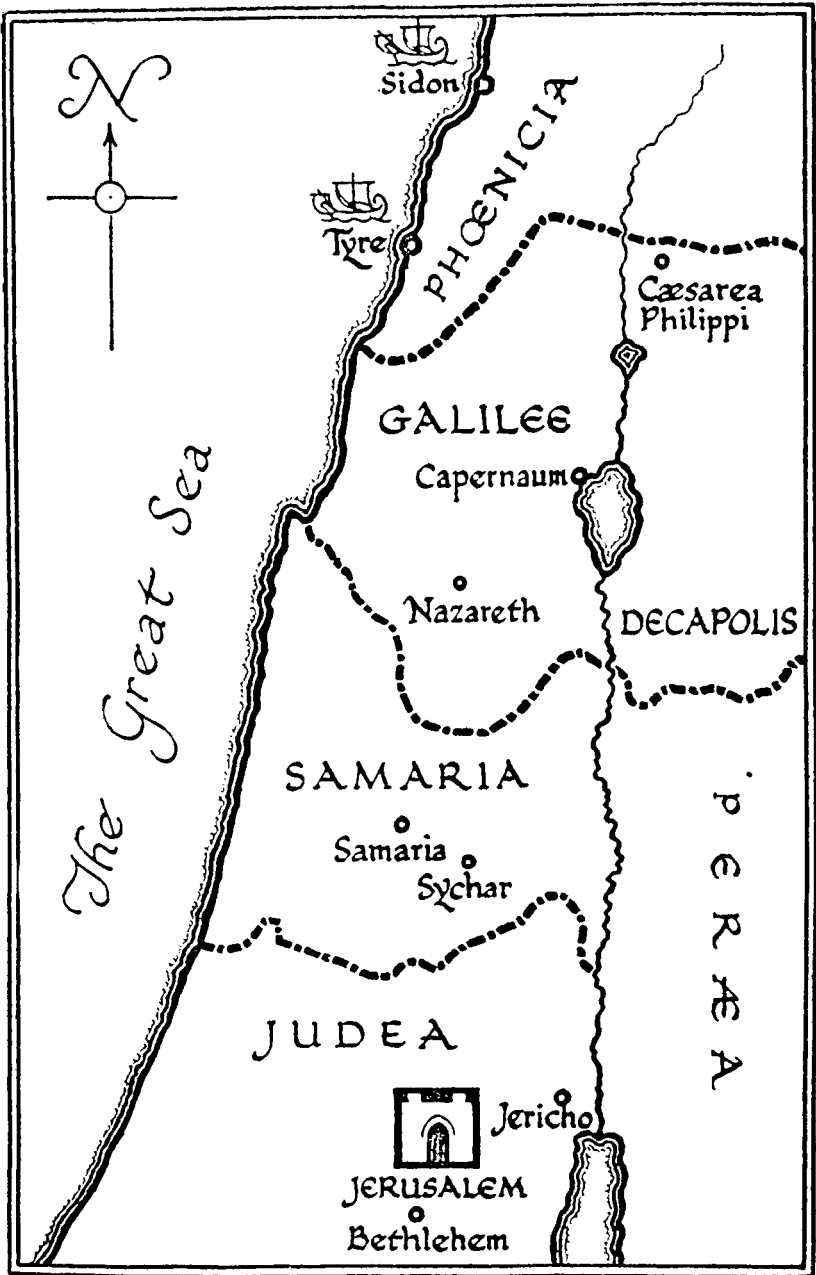 N
Sidon
PHŒNICIA
Tyre
Cæsarea
Philippi
GALILEE
Capernaum
The Great Sea
Nazareth
DECAPOLIS
SAMARIA
Samaria
Sychar
PERÆA
JUDEA
Jericho
JERUSALEM
Bethlehem